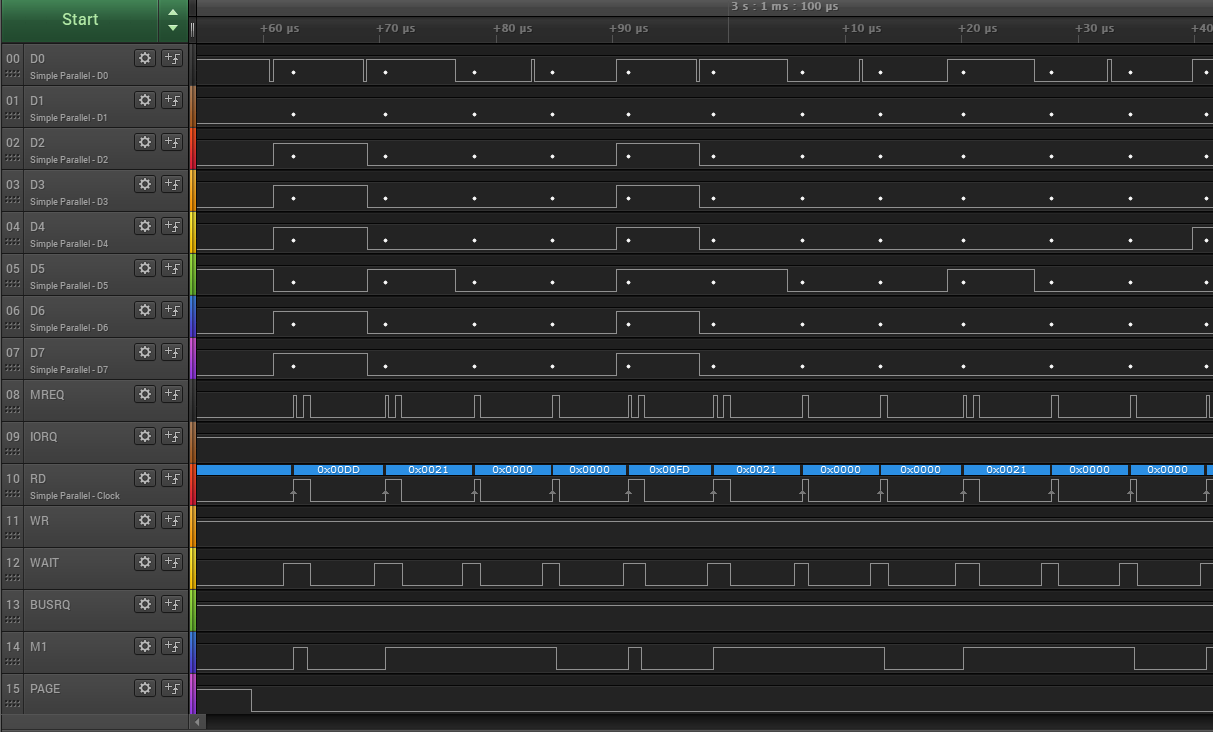 Start
3 s : 1 ms : 100 µs
+60 µs +70 µs +80 µs +90 µs +10 µs +20 µs +30 µs +40
00 D0
Simple Parallel - D0
01 D1
Simple Parallel - D1
02 D2
Simple Parallel - D2
03 D3
Simple Parallel - D3
04 D4
Simple Parallel - D4
05 D5
Simple Parallel - D5
06 D6
Simple Parallel - D6
07 D7
Simple Parallel - D7
08 MREQ
09 IORQ
0x00DD 0x0021 0x0000 0x0000 0x00FD 0x0021 0x0000 0x0000 0x0021 0x0000 0x0000
10 RD
Simple Parallel - Clock
11 WR
12 WAIT
13 BUSRQ
14 M1
15 PAGE